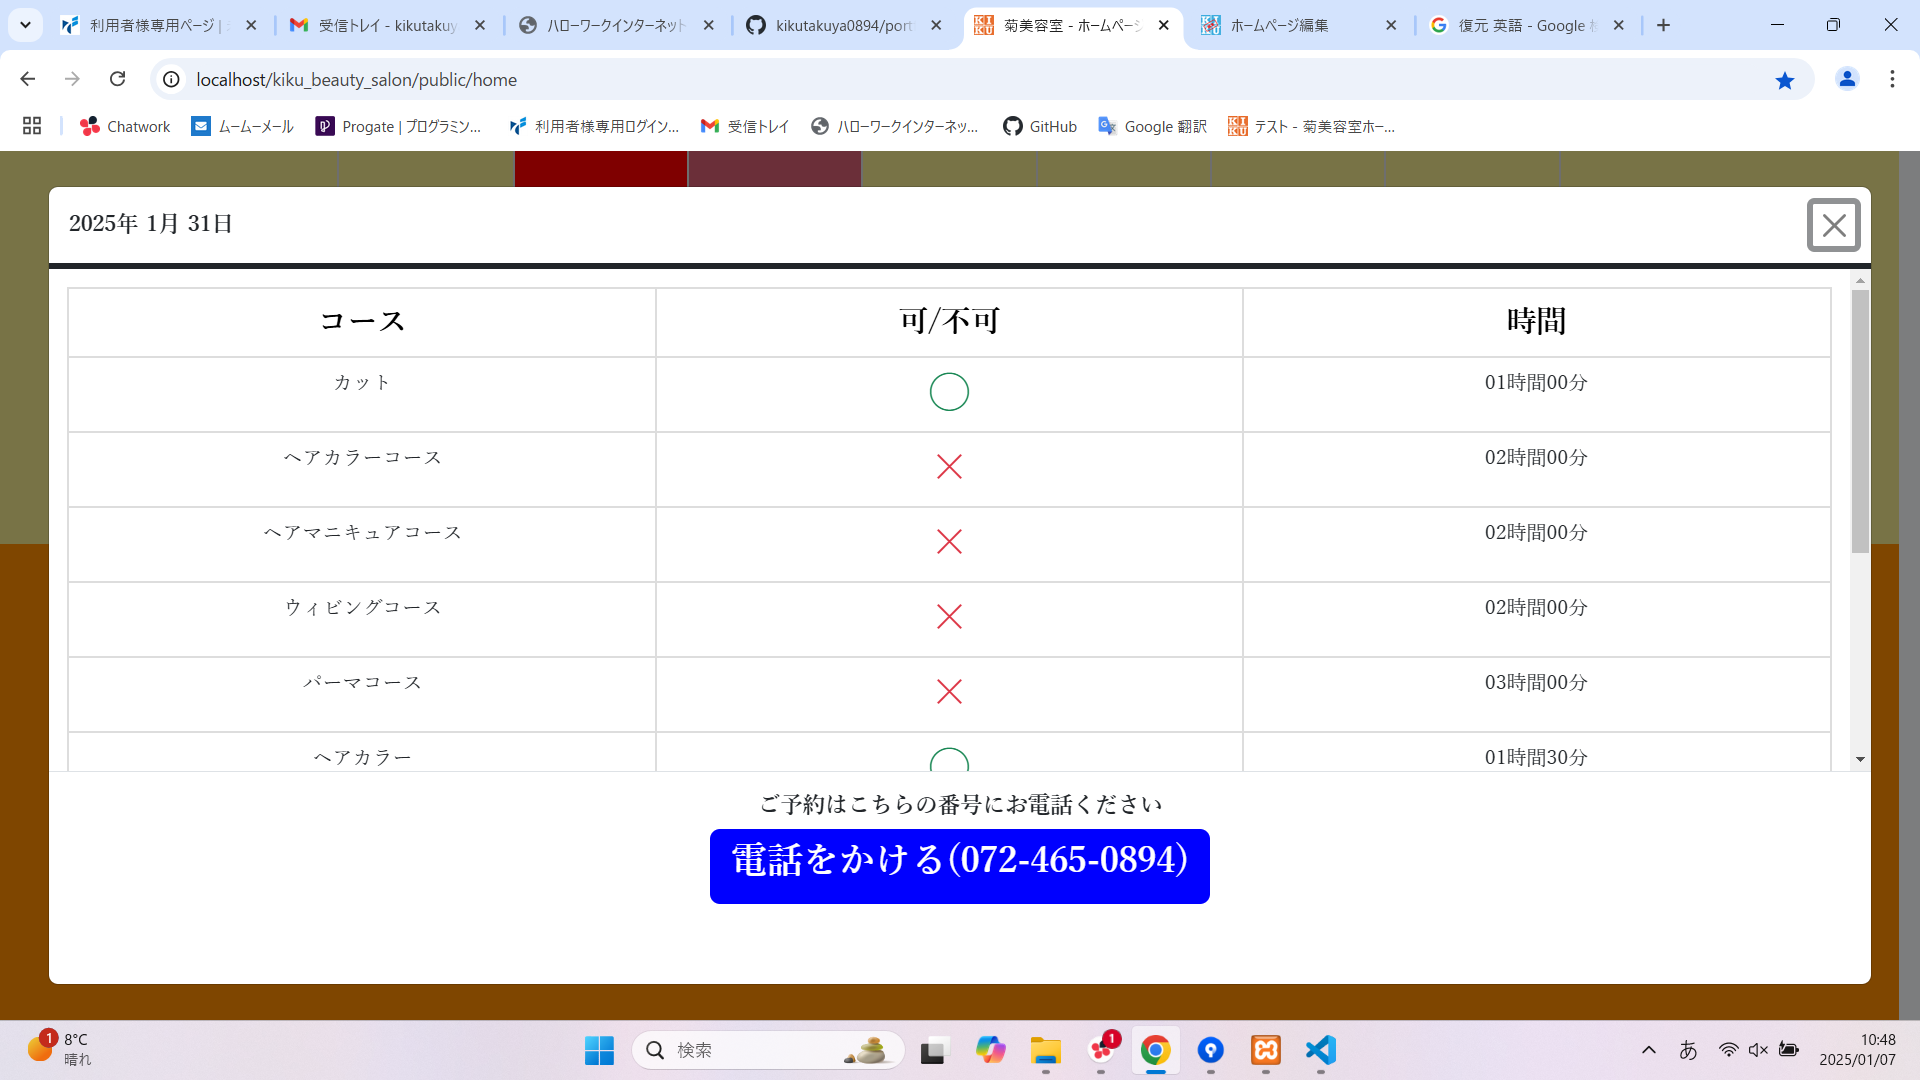 利用者様専用ページ |
受信トレイ - kikutakuy
ハローワークインターネット
kikutakuya0894/port
菊美容室 - ホームページ
ホームページ編集
復元 英語 - Google 検
localhost/kiku_beauty_salon/public/home
Chatwork
ムームーメール
Progate | プログラミン...
利用者様専用ログイン...
受信トレイ
ハローワークインターネッ...
GitHub
Google 翻訳
テスト - 菊美容室ホー...
2025年 1月 31日
コース 可/不可 時間
カット 01時間00分
ヘアカラーコース 02時間00分
ヘアマニキュアコース 02時間00分
ウィービングコース 02時間00分
パーマコース 03時間00分
ヘアカラー 01時間30分
ご予約はこちらの番号にお電話ください
電話をかける(072-465-0894)
1
8°C
晴れ
検索
1
あ
10:48
2025/01/07